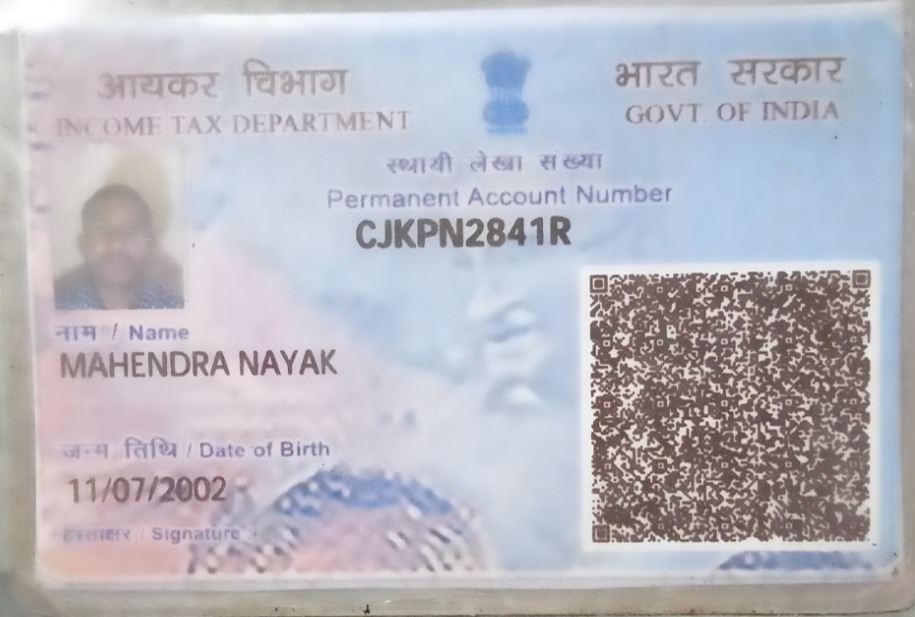 आयकर विभाग
INCOME TAX DEPARTMENT
भारत सरकार
GOVT. OF INDIA
स्थायी लेखा संख्या
Permanent Account Number
CJKPN2841R
नाम / Name
MAHENDRA NAYAK
जन्म तिथि / Date of Birth
11/07/2002
हस्ताक्षर / Signature